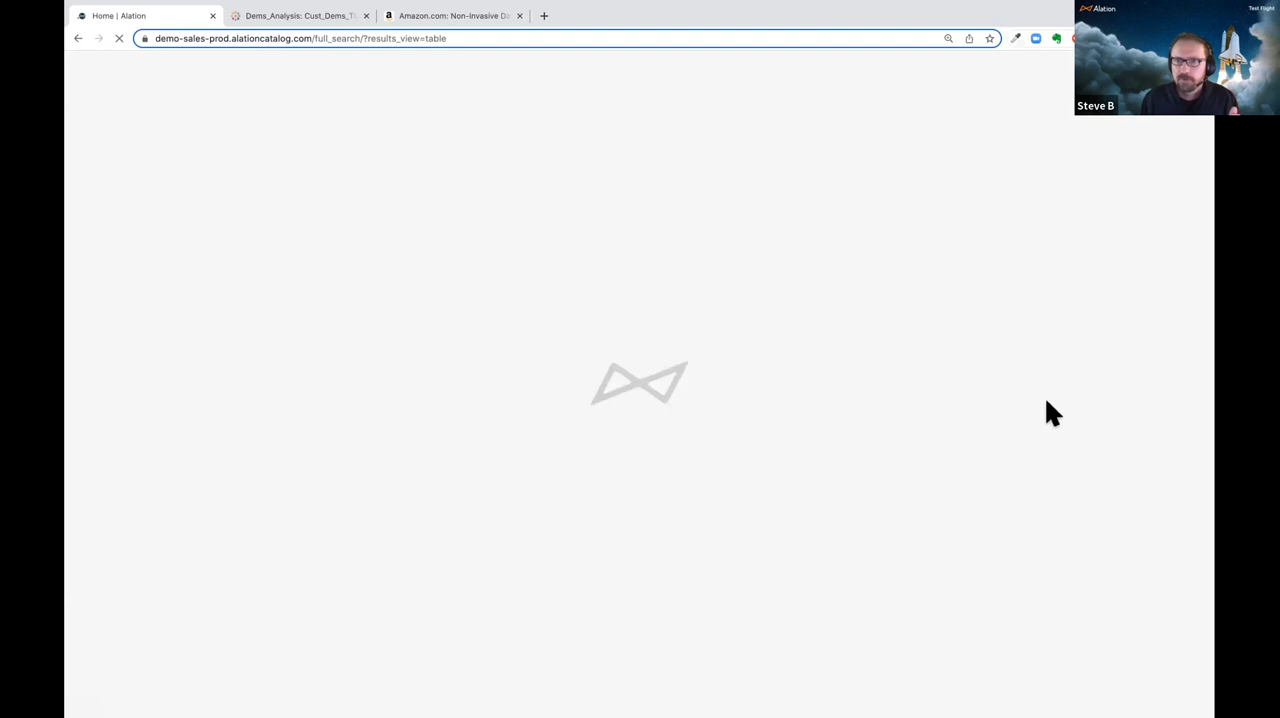 Home | Alation
Dems_Analysis: Cust_Dems_T
Amazon.com: Non-Invasive Da
demo-sales-prod.alationcatalog.com/full_search/?results_view=table
Alation
Test Flight
Steve B